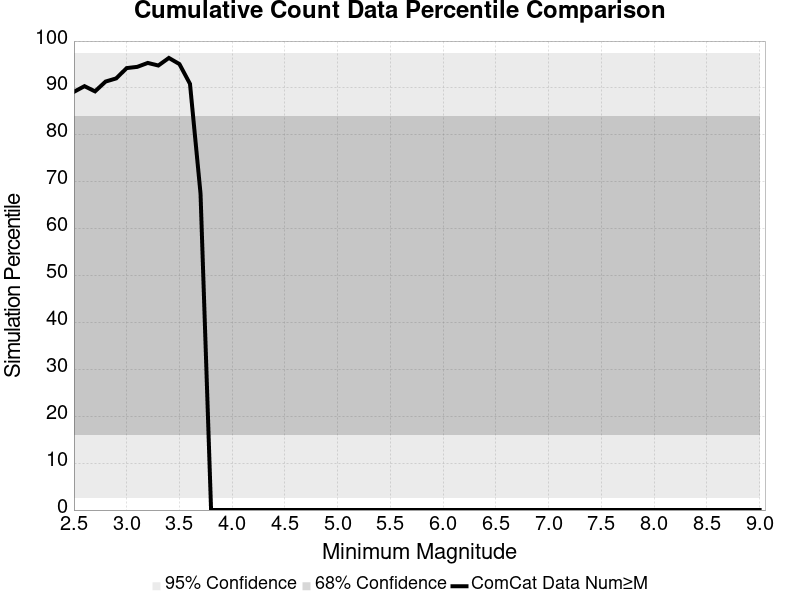 Cumulative Count Data Percentile Comparison
100
90
80
70
60
50
40
30
20
10
0
Simulation Percentile
2.5 3.0 3.5 4.0 4.5 5.0 5.5 6.0 6.5 7.0 7.5 8.0 8.5 9.0
Minimum Magnitude
95% Confidence 68% Confidence ComCat Data Num≥M